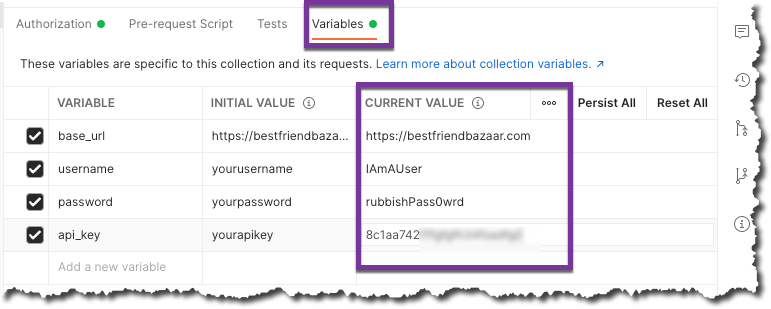 Authorization Pre-request Script Tests Variables
These variables are specific to this collection and its requests. Learn more about collection variables. ↗
VARIABLE INITIAL VALUE CURRENT VALUE Persist All Reset All
base_url https://bestfriendbaza... https://bestfriendbazaar.com
username yourusername IAmAUser
password yourpassword rubbishPass0wrd
api_key yourapikey 8c1aa742
Add a new variable